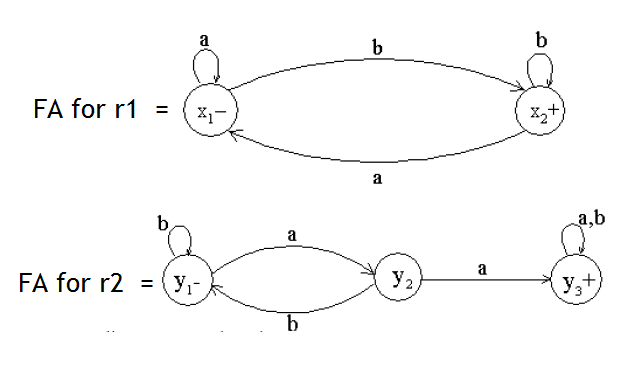 a
b
b
FA for r1 = x₁− x₂+
a
b
a
a,b
FA for r2 = y₁- y₂ a y₃+
b